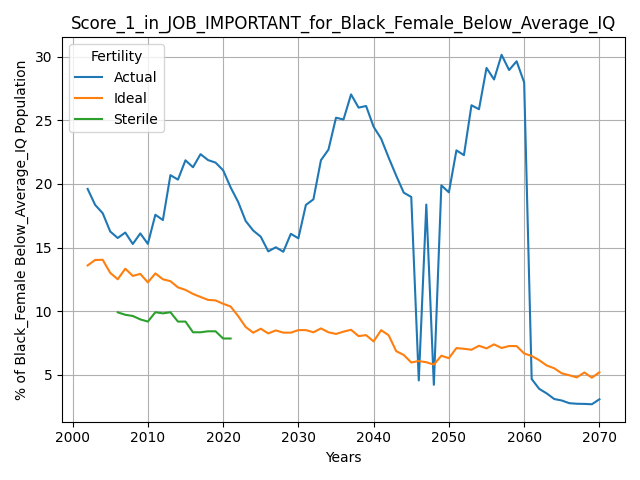 Score_1_in_JOB_IMPORTANT_for_Black_Female_Below_Average_IQ
Fertility
Actual
Ideal
Sterile
% of Black_Female Below_Average_IQ Population
30
25
20
15
10
5
2000 2010 2020 2030 2040 2050 2060 2070
Years